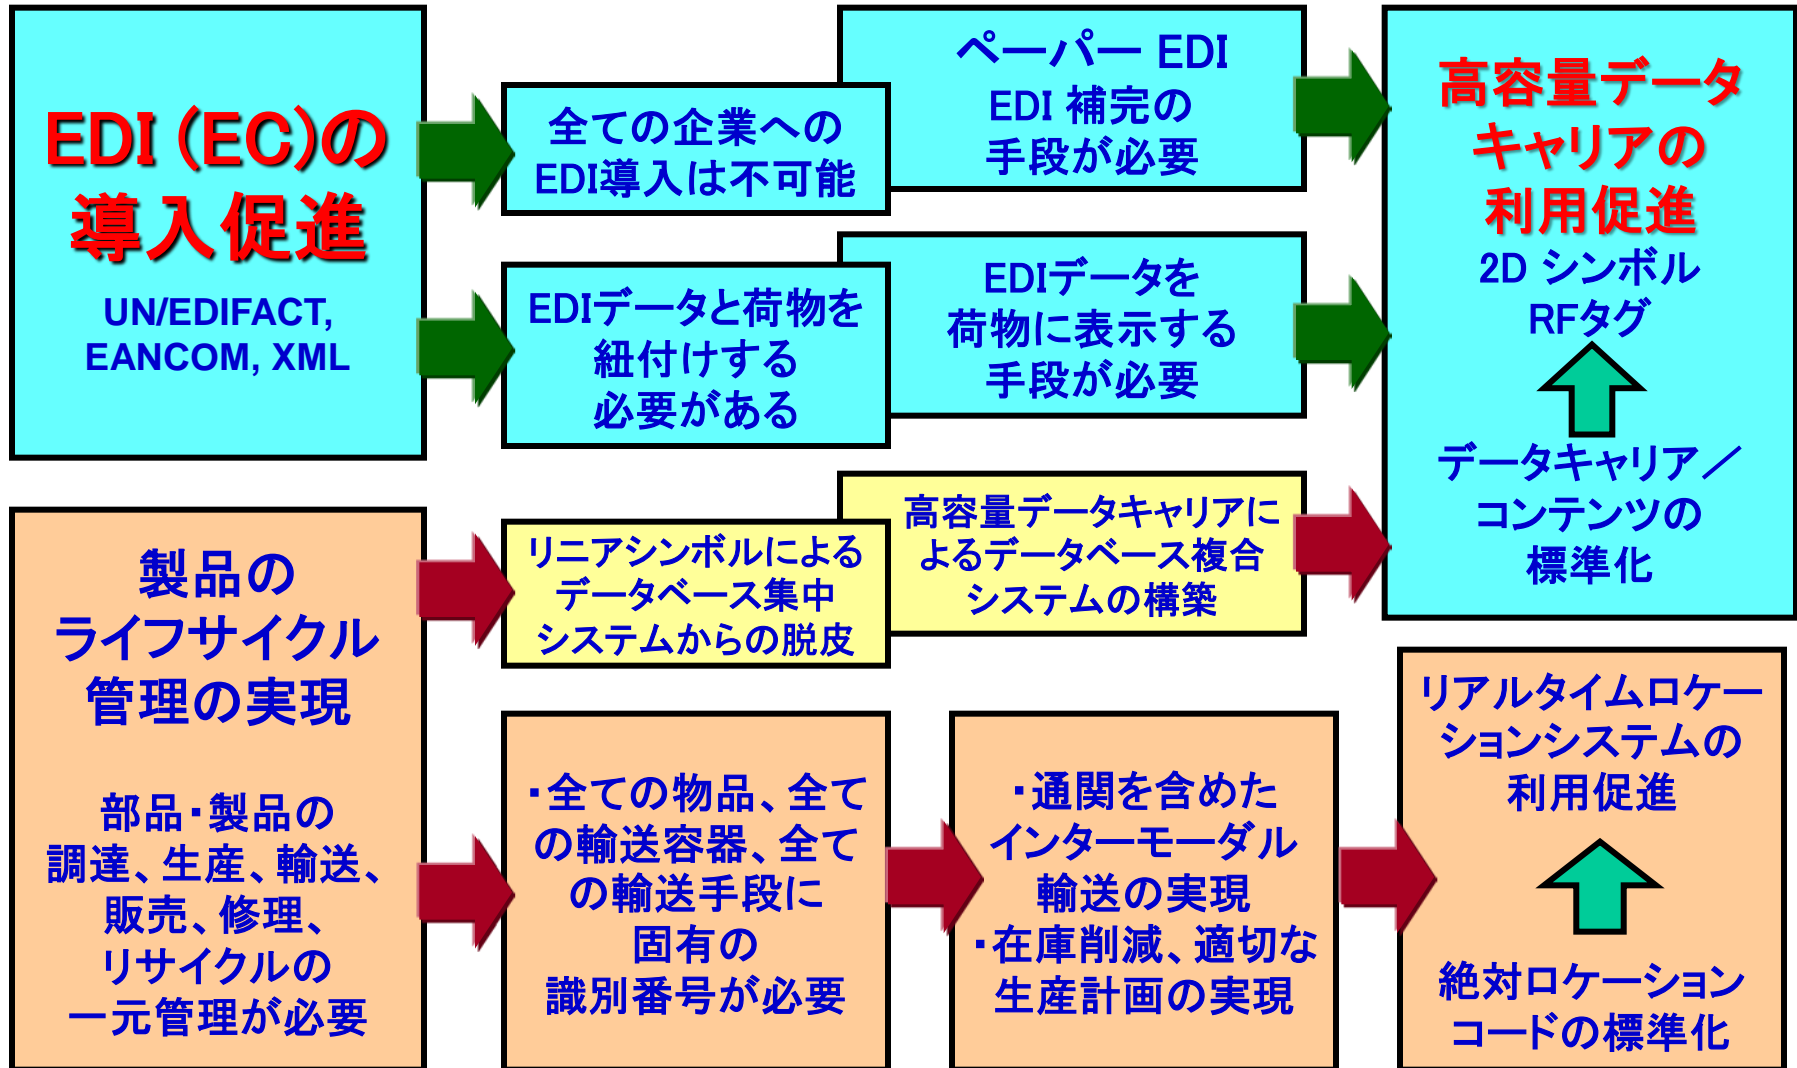 EDI (EC)の
導入促進
UN/EDIFACT,
EANCOM, XML
全ての企業への
EDI導入は不可能
ペーパー EDI
EDI 補完の
手段が必要
EDIデータと荷物を
紐付けする
必要がある
EDIデータを
荷物に表示する
手段が必要
高容量データ
キャリアの
利用促進
2D シンボル
RFタグ
データキャリア／
コンテンツの
標準化
製品の
ライフサイクル
管理の実現
部品・製品の
調達、生産、輸送、
販売、修理、
リサイクルの
一元管理が必要
リニアシンボルによる
データベース集中
システムからの脱皮
高容量データキャリアに
よるデータベース複合
システムの構築
・全ての物品、全て
の輸送容器、全て
の輸送手段に
固有の
識別番号が必要
・通関を含めた
インターモーダル
輸送の実現
・在庫削減、適切な
生産計画の実現
リアルタイムロケー
ションシステムの
利用促進
絶対ロケーション
コードの標準化